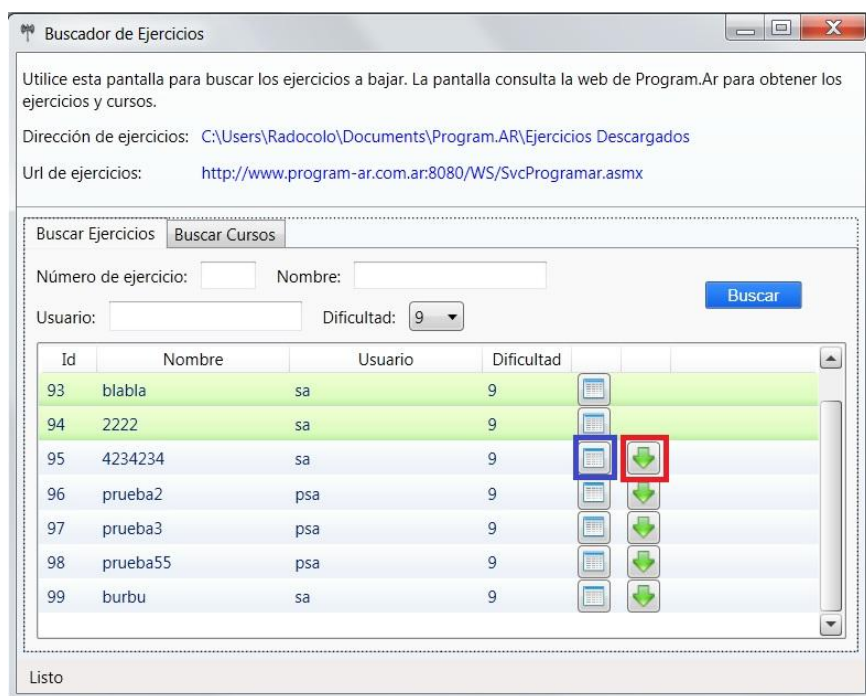 Buscador de Ejercicios
Utilice esta pantalla para buscar los ejercicios a bajar. La pantalla consulta la web de Program.Ar para obtener los
ejercicios y cursos.
Dirección de ejercicios: C:\Users\Radocolo\Documents\Program.AR\Ejercicios Descargados
Url de ejercicios: http://www.program-ar.com.ar:8080/WS/SvcProgramar.asmx
Buscar Ejercicios Buscar Cursos
Número de ejercicio: Nombre:
Buscar
Usuario: Dificultad: 9
Id Nombre Usuario Dificultad
93 blabla sa 9
94 2222 sa 9
95 4234234 sa 9
96 prueba2 psa 9
97 prueba3 psa 9
98 prueba55 psa 9
99 burbu sa 9
Listo